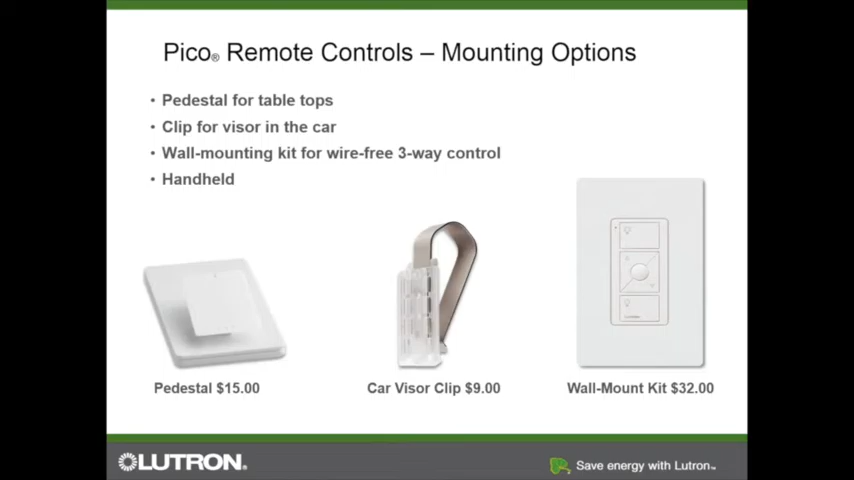 Pico® Remote Controls – Mounting Options
• Pedestal for table tops
• Clip for visor in the car
• Wall-mounting kit for wire-free 3-way control
• Handheld
Pedestal $15.00
Car Visor Clip $9.00
Wall-Mount Kit $32.00
LUTRON®
Save energy with Lutron™